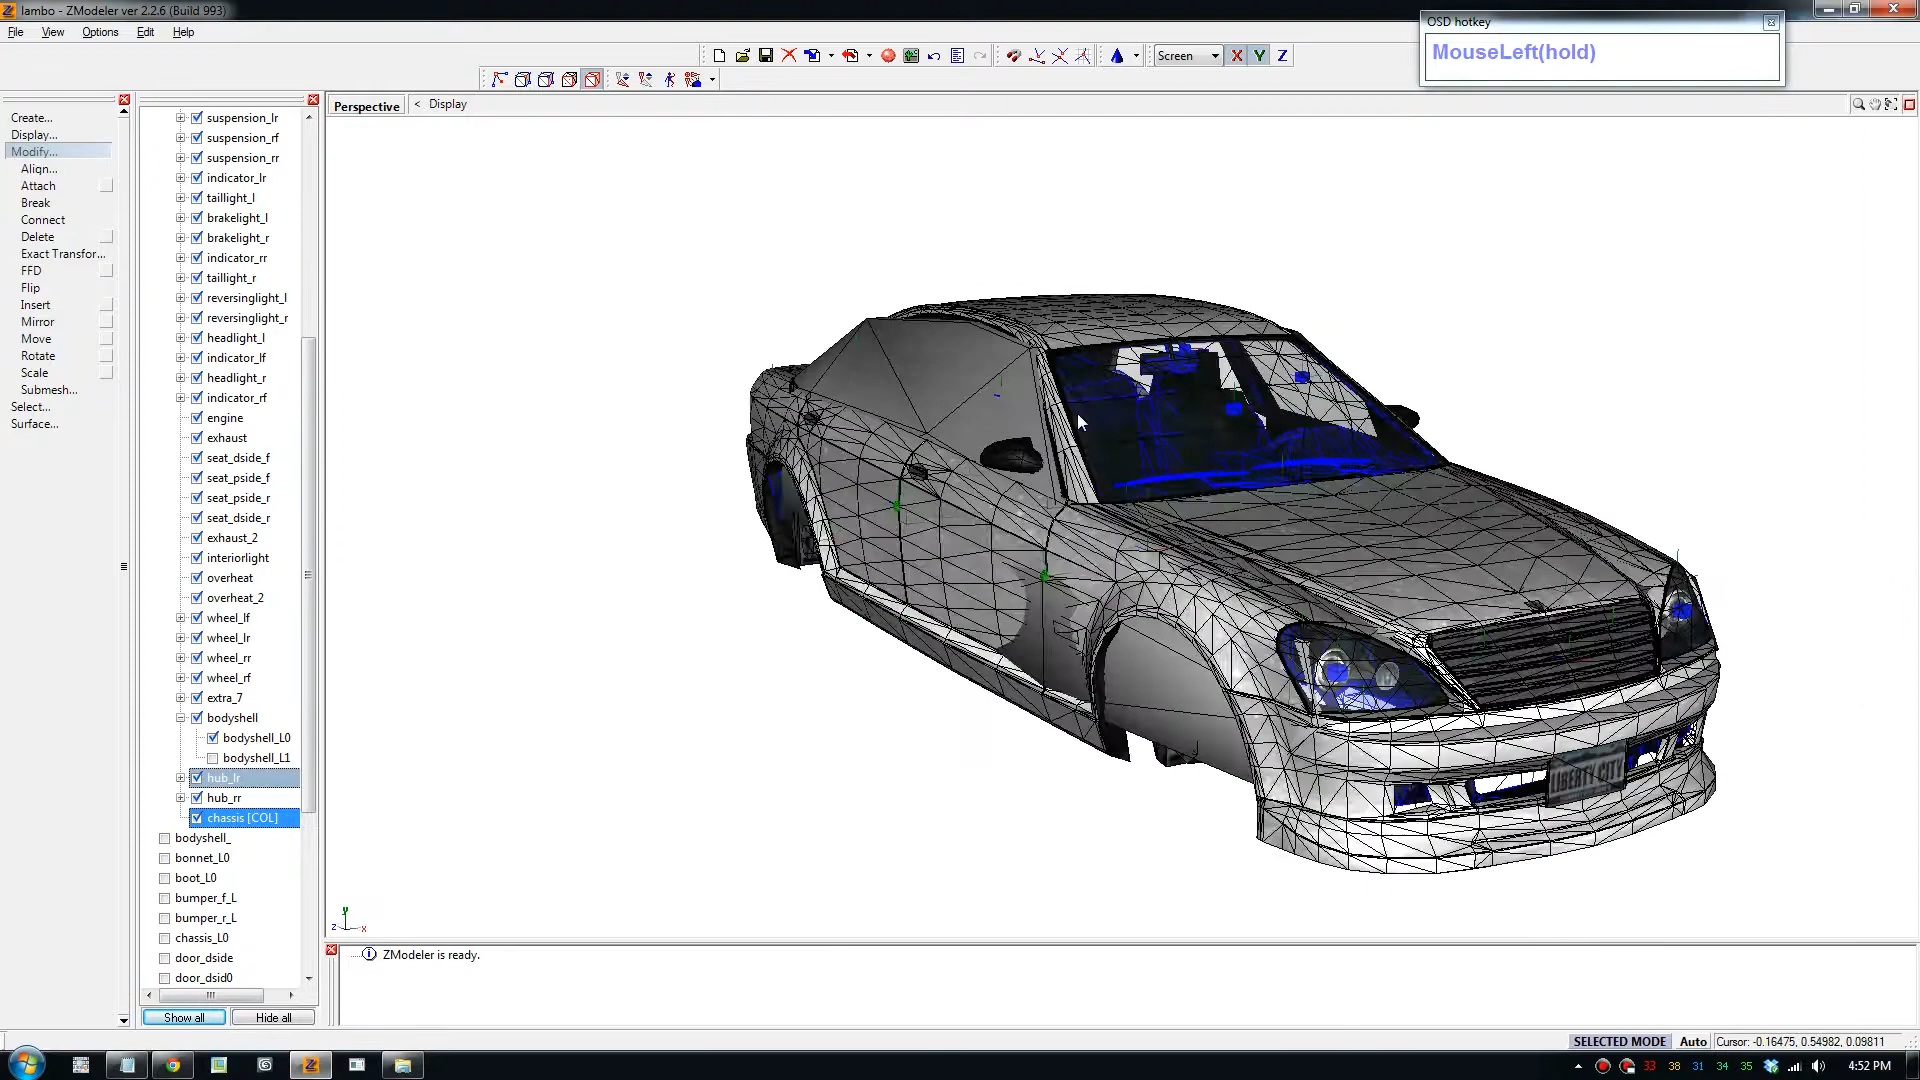 lambo - ZModeler ver 2.2.6 (Build 993)
OSD hotkey
MouseLeft(hold)
File View Options Edit Help
Screen X Y Z
Perspective < Display
Create...
Display...
Modify...
Align...
Attach
Break
Connect
Delete
Exact Transfor...
FFD
Flip
Insert
Mirror
Move
Rotate
Scale
Submesh...
Select...
Surface...
suspension_lr
suspension_rf
suspension_rr
indicator_lr
taillight_l
brakelight_l
brakelight_r
indicator_rr
taillight_r
reversinglight_l
reversinglight_r
headlight_l
indicator_lf
headlight_r
indicator_rf
engine
exhaust
seat_dside_f
seat_pside_f
seat_pside_r
seat_dside_r
exhaust_2
interiorlight
overheat
overheat_2
wheel_lf
wheel_lr
wheel_rr
wheel_rf
extra_7
bodyshell
bodyshell_L0
bodyshell_L1
hub_lr
hub_rr
chassis [COL]
bodyshell_
bonnet_L0
boot_L0
bumper_f_L
bumper_r_L
chassis_L0
door_dside
door_dsid0
Show all
Hide all
LIBERTY CITY
y
z x
ZModeler is ready.
SELECTED MODE Auto Cursor: -0.16475, 0.54982, 0.09811
33 38 31 34 35 4:52 PM